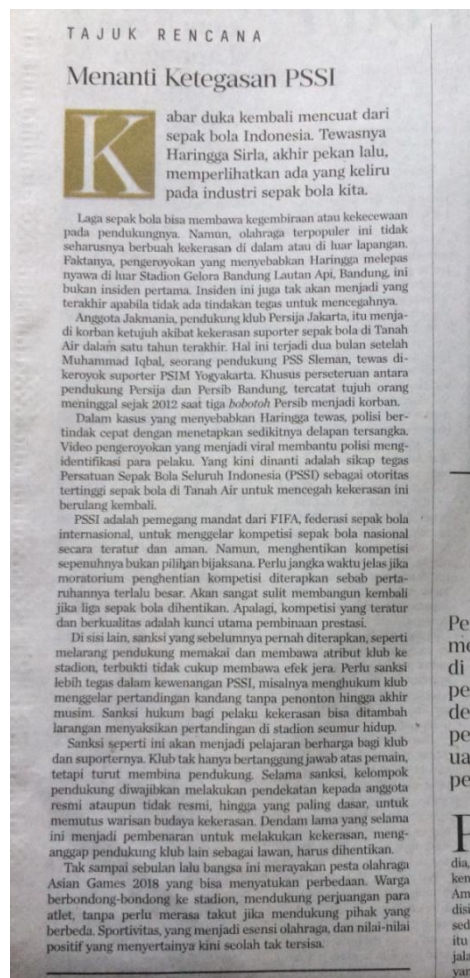 TAJUK RENCANA
Menanti Ketegasan PSSI
Kabar duka kembali mencuat dari
sepak bola Indonesia. Tewasnya
Haringga Sirla, akhir pekan lalu,
memperlihatkan ada yang keliru
pada industri sepak bola kita.
Laga sepak bola bisa membawa kegembiraan atau kekecewaan
pada pendukungnya. Namun, olahraga terpopuler ini tidak
seharusnya berbuah kekerasan di dalam atau di luar lapangan.
Faktanya, pengeroyokan yang menyebabkan Haringga melepas
nyawa di luar Stadion Gelora Bandung Lautan Api, Bandung, ini
bukan insiden pertama. Insiden ini juga tak akan menjadi yang
terakhir apabila tidak ada tindakan tegas untuk mencegahnya.
Anggota Jakmania, pendukung klub Persija Jakarta, itu menja-
di korban ketujuh akibat kekerasan suporter sepak bola di Tanah
Air dalam satu tahun terakhir. Hal ini terjadi dua bulan setelah
Muhammad Iqbal, seorang pendukung PSS Sleman, tewas di-
keroyok suporter PSIM Yogyakarta. Khusus perseteruan antara
pendukung Persija dan Persib Bandung, tercatat tujuh orang
meninggal sejak 2012 saat tiga bobotoh Persib menjadi korban.
Dalam kasus yang menyebabkan Haringga tewas, polisi ber-
tindak cepat dengan menetapkan sedikitnya delapan tersangka.
Video pengeroyokan yang menjadi viral membantu polisi meng-
identifikasi para pelaku. Yang kini dinanti adalah sikap tegas
Persatuan Sepak Bola Seluruh Indonesia (PSSI) sebagai otoritas
tertinggi sepak bola di Tanah Air untuk mencegah kekerasan ini
berulang kembali.
PSSI adalah pemegang mandat dari FIFA, federasi sepak bola
internasional, untuk menggelar kompetisi sepak bola nasional
secara teratur dan aman. Namun, menghentikan kompetisi
sepenuhnya bukan pilihan bijaksana. Perlu jangka waktu jelas jika
moratorium penghentian kompetisi diterapkan sebab perta-
ruhannya terlalu besar. Akan sangat sulit membangun kembali
jika liga sepak bola dihentikan. Apalagi, kompetisi yang teratur
dan berkualitas adalah kunci utama pembinaan prestasi.
Di sisi lain, sanksi yang sebelumnya pernah diterapkan, seperti
melarang pendukung memakai dan membawa atribut klub ke
stadion, terbukti tidak cukup membawa efek jera. Perlu sanksi
lebih tegas dalam kewenangan PSSI, misalnya menghukum klub
menggelar pertandingan kandang tanpa penonton hingga akhir
musim. Sanksi hukum bagi pelaku kekerasan bisa ditambah
larangan menyaksikan pertandingan di stadion seumur hidup.
Sanksi seperti ini akan menjadi pelajaran berharga bagi klub
dan suporternya. Klub tak hanya bertanggung jawab atas pemain,
tetapi turut membina pendukung. Selama sanksi, kelompok
pendukung diwajibkan melakukan pendekatan kepada anggota
resmi ataupun tidak resmi, hingga yang paling dasar, untuk
memutus warisan budaya kekerasan. Dendam lama yang selama
ini menjadi pembenaran untuk melakukan kekerasan, meng-
anggap pendukung klub lain sebagai lawan, harus dihentikan.
Tak sampai sebulan lalu bangsa ini merayakan pesta olahraga
Asian Games 2018 yang bisa menyatukan perbedaan. Warga
berbondong-bondong ke stadion, mendukung perjuangan para
atlet, tanpa perlu merasa takut jika mendukung pihak yang
berbeda. Sportivitas, yang menjadi esensi olahraga, dan nilai-nilai
positif yang menyertainya kini seolah tak tersisa.